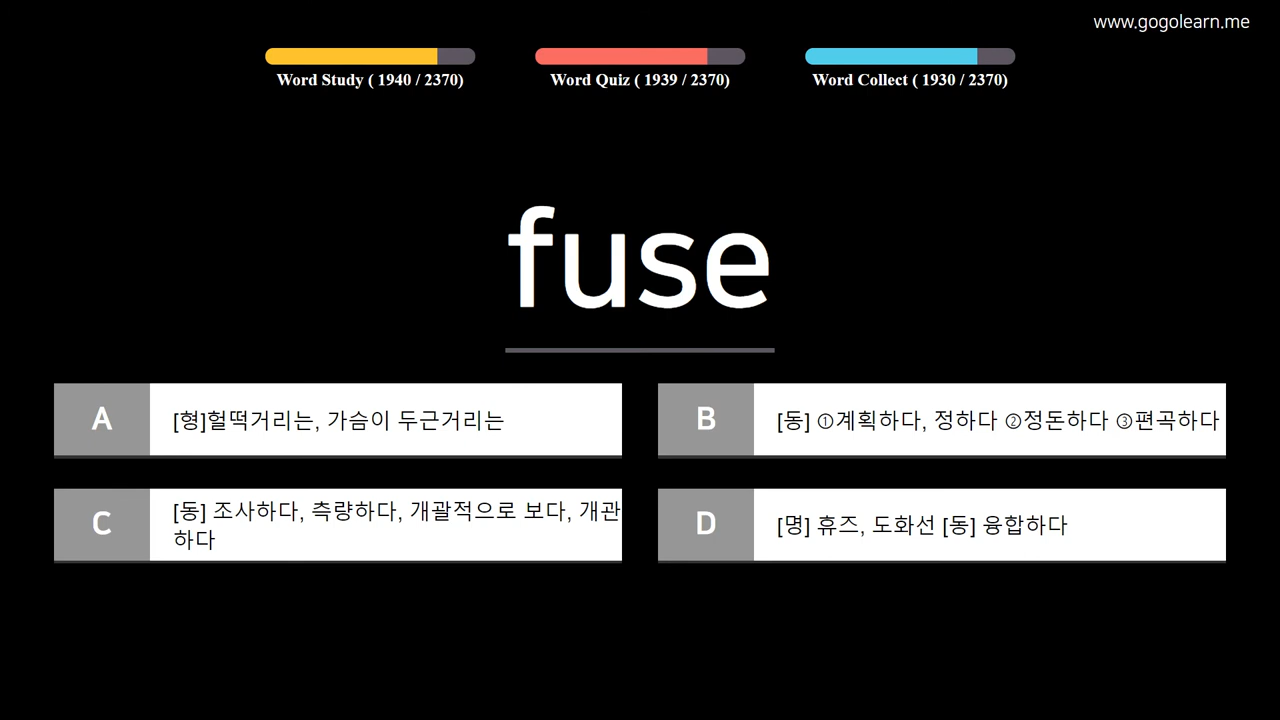 www.gogolearn.me
Word Study ( 1940 / 2370)
Word Quiz ( 1939 / 2370)
Word Collect ( 1930 / 2370)
fuse
A
[형]헐떡거리는, 가슴이 두근거리는
B
[동] ①계획하다, 정하다 ②정돈하다 ③편곡하다
C
[동] 조사하다, 측량하다, 개괄적으로 보다, 개관
하다
D
[명] 휴즈, 도화선 [동] 융합하다